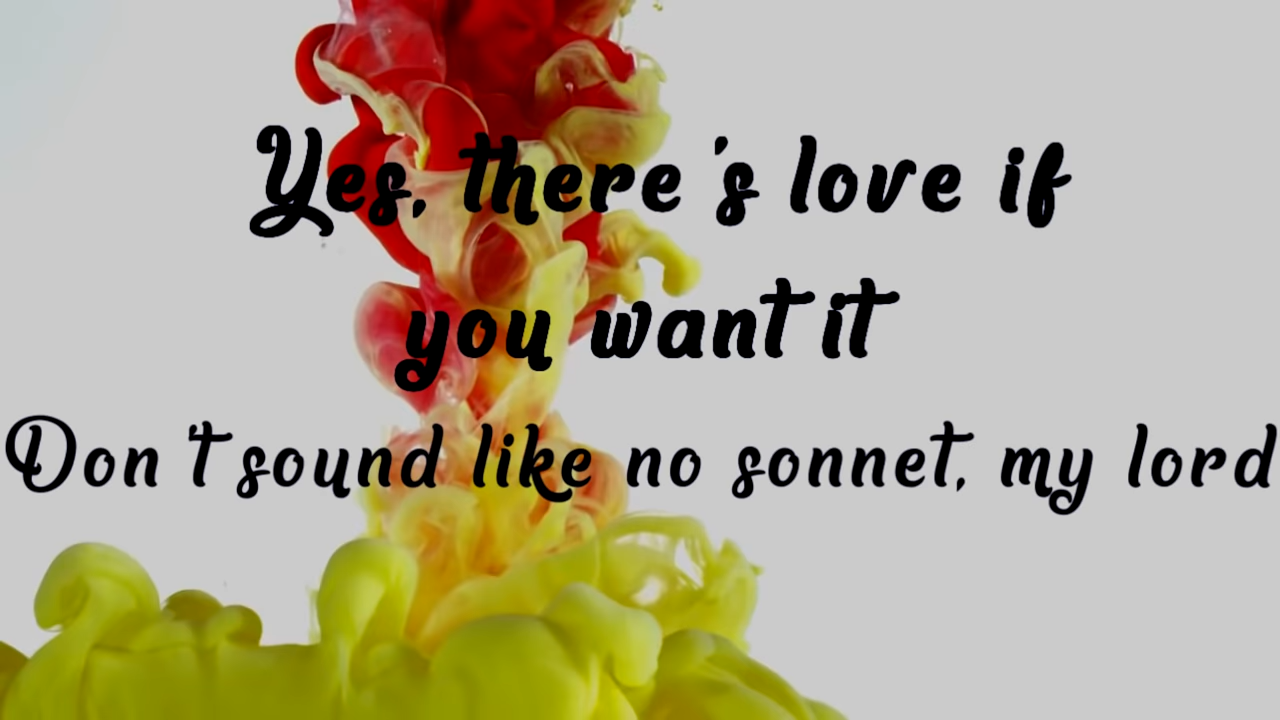 Yes, there's love if
you want it
Don't sound like no sonnet, my lord